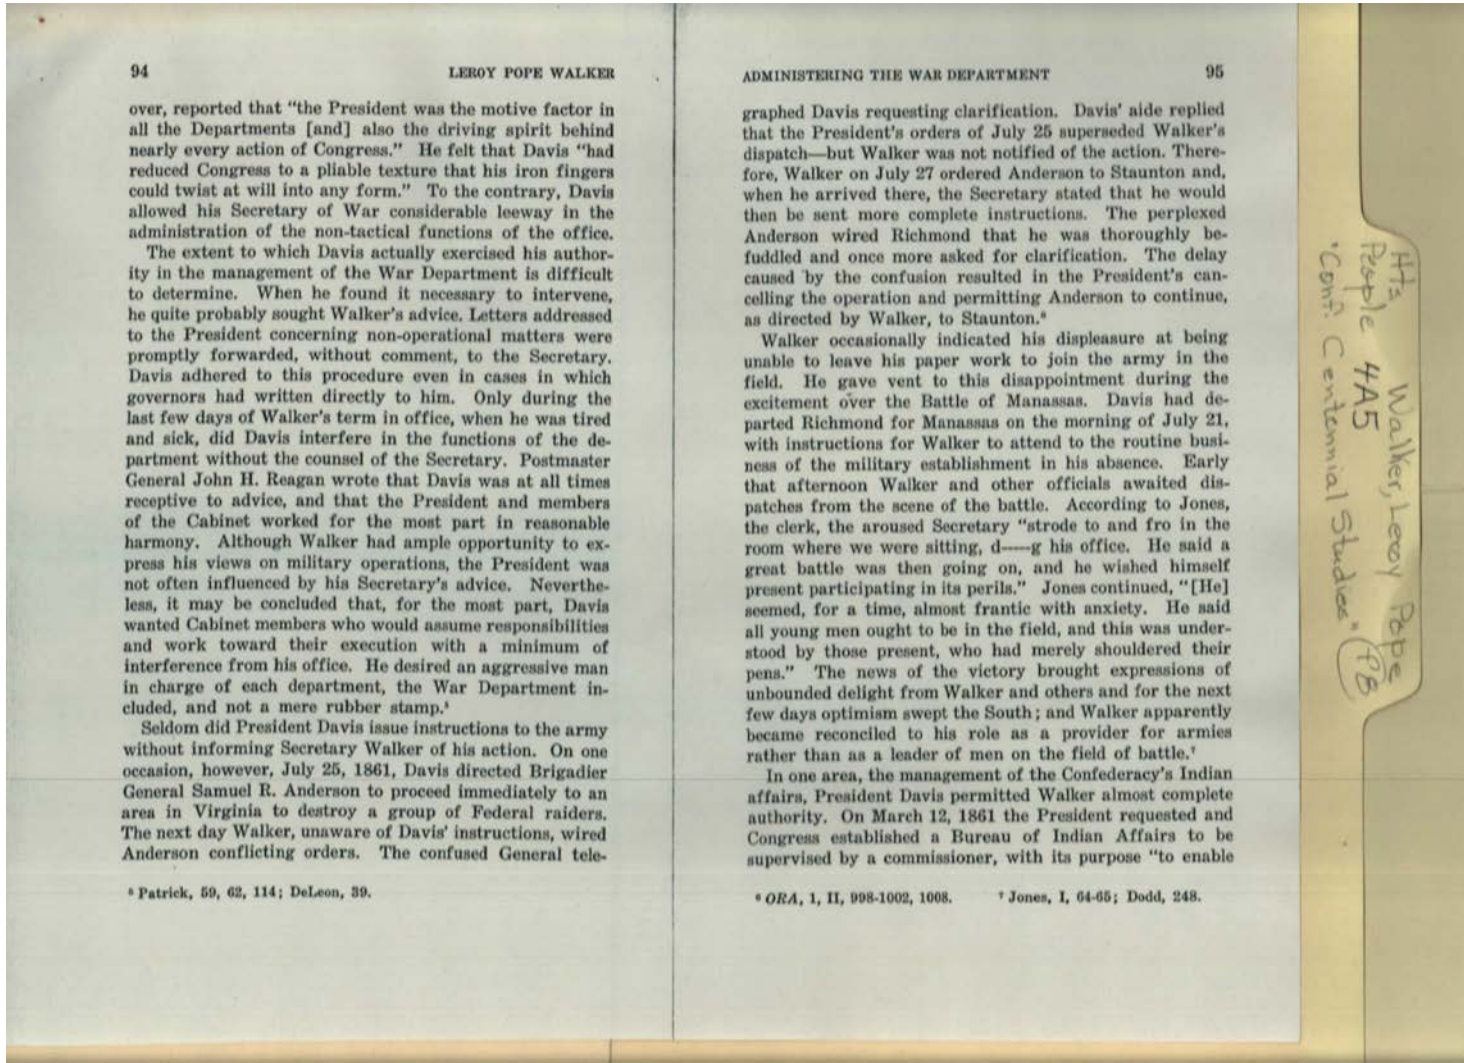 94 LEROY POPE WALKER
over, reported that "the President was the motive factor in
all the Departments [and] also the driving spirit behind
nearly every action of Congress." He felt that Davis "had
reduced Congress to a pliable texture that his iron fingers
could twist at will into any form." To the contrary, Davis
allowed his Secretary of War considerable leeway in the
administration of the non-tactical functions of the office.
The extent to which Davis actually exercised his author-
ity in the management of the War Department is difficult
to determine. When he found it necessary to intervene,
he quite probably sought Walker's advice. Letters addressed
to the President concerning non-operational matters were
promptly forwarded, without comment, to the Secretary.
Davis adhered to this procedure even in cases in which
governors had written directly to him. Only during the
last few days of Walker's term in office, when he was tired
and sick, did Davis interfere in the functions of the de-
partment without the counsel of the Secretary. Postmaster
General John H. Reagan wrote that Davis was at all times
receptive to advice, and that the President and members
of the Cabinet worked for the most part in reasonable
harmony. Although Walker had ample opportunity to ex-
press his views on military operations, the President was
not often influenced by his Secretary's advice. Neverthe-
less, it may be concluded that, for the most part, Davis
wanted Cabinet members who would assume responsibilities
and work toward their execution with a minimum of
interference from his office. He desired an aggressive man
in charge of each department, the War Department in-
cluded, and not a mere rubber stamp.⁵
Seldom did President Davis issue instructions to the army
without informing Secretary Walker of his action. On one
occasion, however, July 25, 1861, Davis directed Brigadier
General Samuel R. Anderson to proceed immediately to an
area in Virginia to destroy a group of Federal raiders.
The next day Walker, unaware of Davis' instructions, wired
Anderson conflicting orders. The confused General tele-
⁵ Patrick, 59, 62, 114; DeLeon, 39.
ADMINISTERING THE WAR DEPARTMENT 95
graphed Davis requesting clarification. Davis' aide replied
that the President's orders of July 25 superseded Walker's
dispatch—but Walker was not notified of the action. There-
fore, Walker on July 27 ordered Anderson to Staunton and,
when he arrived there, the Secretary stated that he would
then be sent more complete instructions. The perplexed
Anderson wired Richmond that he was thoroughly be-
fuddled and once more asked for clarification. The delay
caused by the confusion resulted in the President's can-
celling the operation and permitting Anderson to continue,
as directed by Walker, to Staunton.⁶
Walker occasionally indicated his displeasure at being
unable to leave his paper work to join the army in the
field. He gave vent to this disappointment during the
excitement over the Battle of Manassas. Davis had de-
parted Richmond for Manassas on the morning of July 21,
with instructions for Walker to attend to the routine busi-
ness of the military establishment in his absence. Early
that afternoon Walker and other officials awaited dis-
patches from the scene of the battle. According to Jones,
the clerk, the aroused Secretary "strode to and fro in the
room where we were sitting, d——g his office. He said a
great battle was then going on, and he wished himself
present participating in its perils." Jones continued, "[He]
seemed, for a time, almost frantic with anxiety. He said
all young men ought to be in the field, and this was under-
stood by those present, who had merely shouldered their
pens." The news of the victory brought expressions of
unbounded delight from Walker and others and for the next
few days optimism swept the South; and Walker apparently
became reconciled to his role as a provider for armies
rather than as a leader of men on the field of battle.⁷
In one area, the management of the Confederacy's Indian
affairs, President Davis permitted Walker almost complete
authority. On March 12, 1861 the President requested and
Congress established a Bureau of Indian Affairs to be
supervised by a commissioner, with its purpose "to enable
⁶ ORA, 1, II, 998-1002, 1008. ⁷ Jones, I, 64-65; Dodd, 248.
Hts Walker, Leroy Pope
People 4A5 P8
"Conf. Centennial Studies"